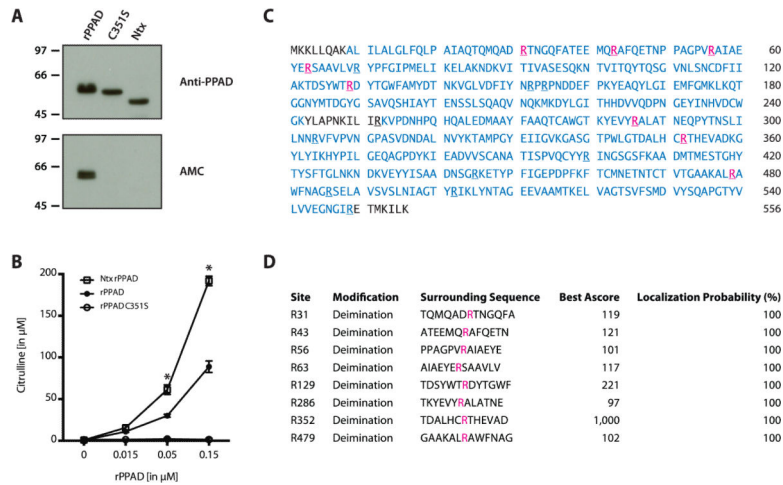 A
rPPAD
C351S
Ntx
97
66
45
Anti-PPAD
97
66
45
AMC
B
Citrulline [in μM]
200
150
100
50
0
Ntx rPPAD
rPPAD
rPPAD C351S
*
*
0 0.015 0.05 0.15
rPPAD [in μM]
C
MKKLLQAKAL ILALGLFQLP AIAQTQMQAD RTNGQFATEE MQRAFQETNP PAGPVRAIAE 60
YERSAAVLVR YPFGIPMELI KELAKNDKVI TIVASESQKN TVITQYTQSG VNLSNCDFII 120
AKTDSYWTRD YTGWFAMYDT NKVGLVDFIY NRPRPNDDEF PKYEAQYLGI EMFGMKLKQT 180
GGNYMTDGYG SAVQSHIAYT ENSSLSQAQV NQKMKDYLGI THHDVVQDPN GEYINHVDCW 240
GKYLAPNKIL IRKVPDNHPQ HQALEDMAAY FAAQTCAWGT KYEVYRALAT NEQPYTNSLI 300
LNNRVFVPVN GPASVDNDAL NVYKTAMPGY EIIGVKGASG TPWLGTDALH CRTHEVADKG 360
YLYIKHYPIL GEQAGPDYKI EADVVSCANA TISPVQCYYR INGSGSFKAA DMTMESTGHY 420
TYSFTGLNKN DKVEYYISAA DNSGRKETYP FIGEPDPFKF TCMNETNTCT VTGAAKALRA 480
WFNAGRSELA VSVSLNIAGT YRIKLYNTAG EEVAAMTKEL VAGTSVFSMD VYSQAPGTYV 540
LVVEGNGIRE TMKILK 556
D
Site Modification Surrounding Sequence Best Ascore Localization Probability (%)
R31 Deimination TQMQADRTNGQFA 119 100
R43 Deimination ATEEMQRAFQETN 121 100
R56 Deimination PPAGPVRAIAEYE 101 100
R63 Deimination AIAEYERSAAVLV 117 100
R129 Deimination TDSYWTRDYTGWF 221 100
R286 Deimination TKYEVYRALATNE 97 100
R352 Deimination TDALHCRTHEVAD 1,000 100
R479 Deimination GAAKALRAWFNAG 102 100